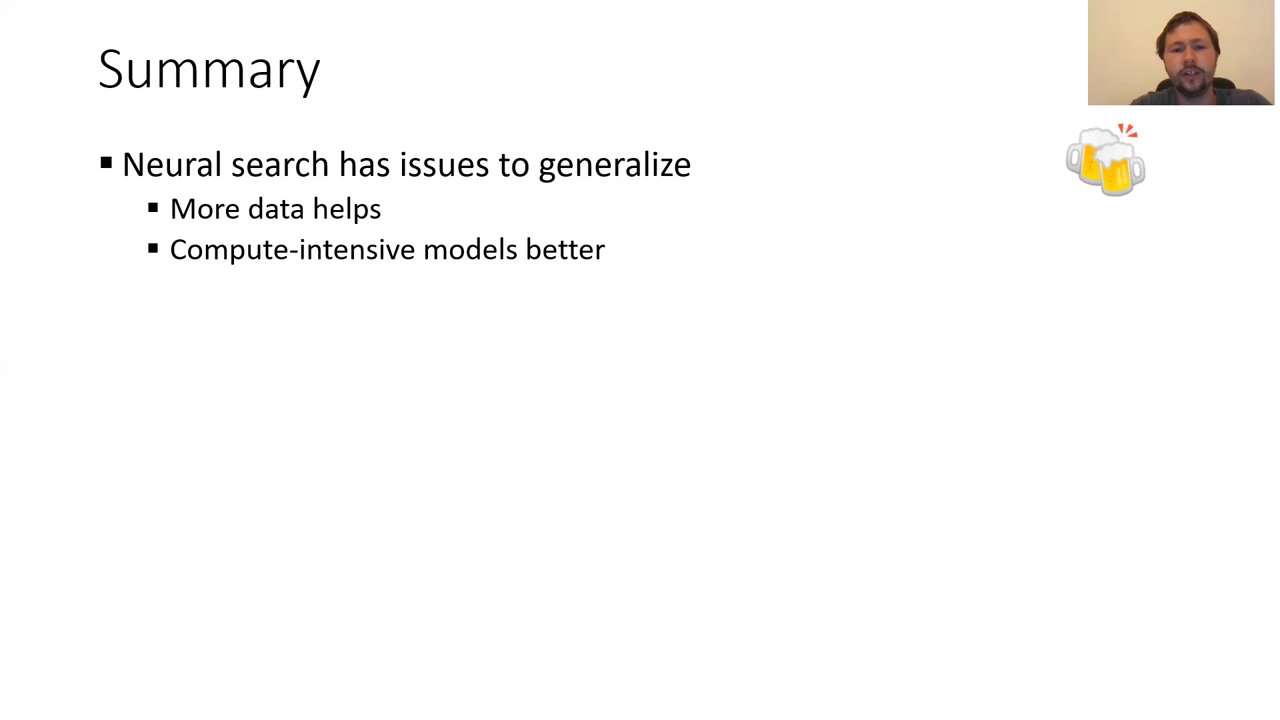 Summary
▪ Neural search has issues to generalize
▪ More data helps
▪ Compute-intensive models better